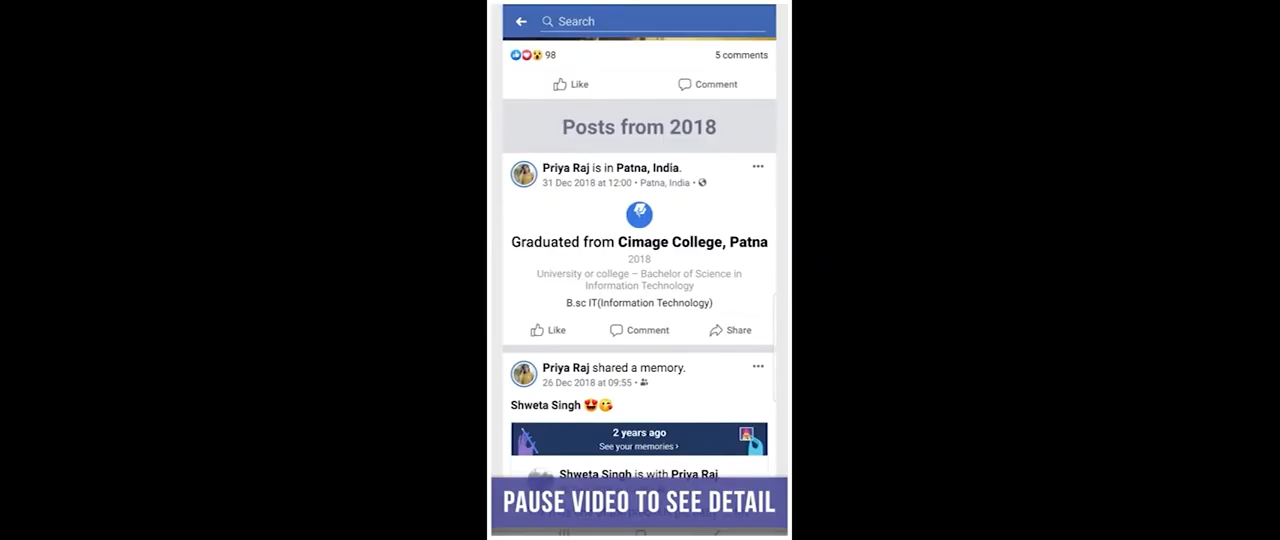 Search
98
5 comments
Like
Comment
Posts from 2018
Priya Raj is in Patna, India.
31 Dec 2018 at 12:00 • Patna, India •
Graduated from Cimage College, Patna
2018
University or college – Bachelor of Science in
Information Technology
B.sc IT(Information Technology)
Like
Comment
Share
Priya Raj shared a memory.
26 Dec 2018 at 09:55 •
Shweta Singh 😍😘
2 years ago
See your memories ›
Shweta Singh is with Priya Raj
PAUSE VIDEO TO SEE DETAIL